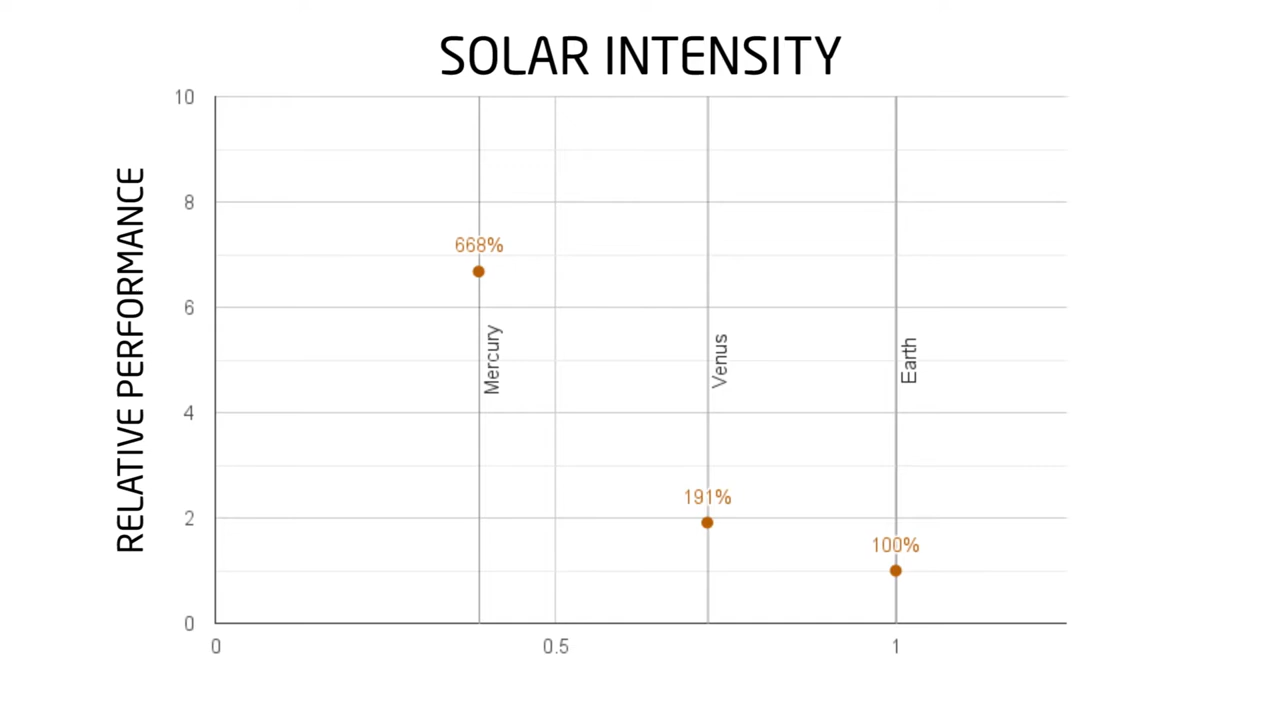 SOLAR INTENSITY
RELATIVE PERFORMANCE
10
8
6
4
2
0
668%
191%
100%
Mercury
Venus
Earth
0
0.5
1